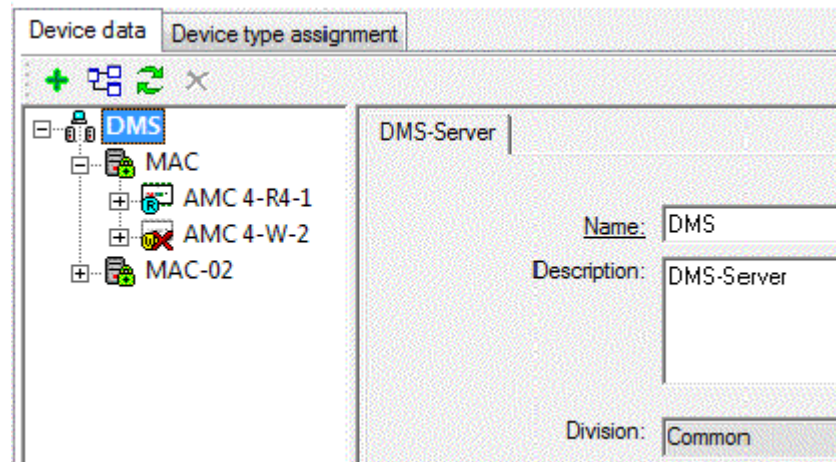 Device data Device type assignment
DMS
MAC
AMC 4-R4-1
AMC 4-W-2
MAC-02
DMS-Server
Name: DMS
Description: DMS-Server
Division: Common